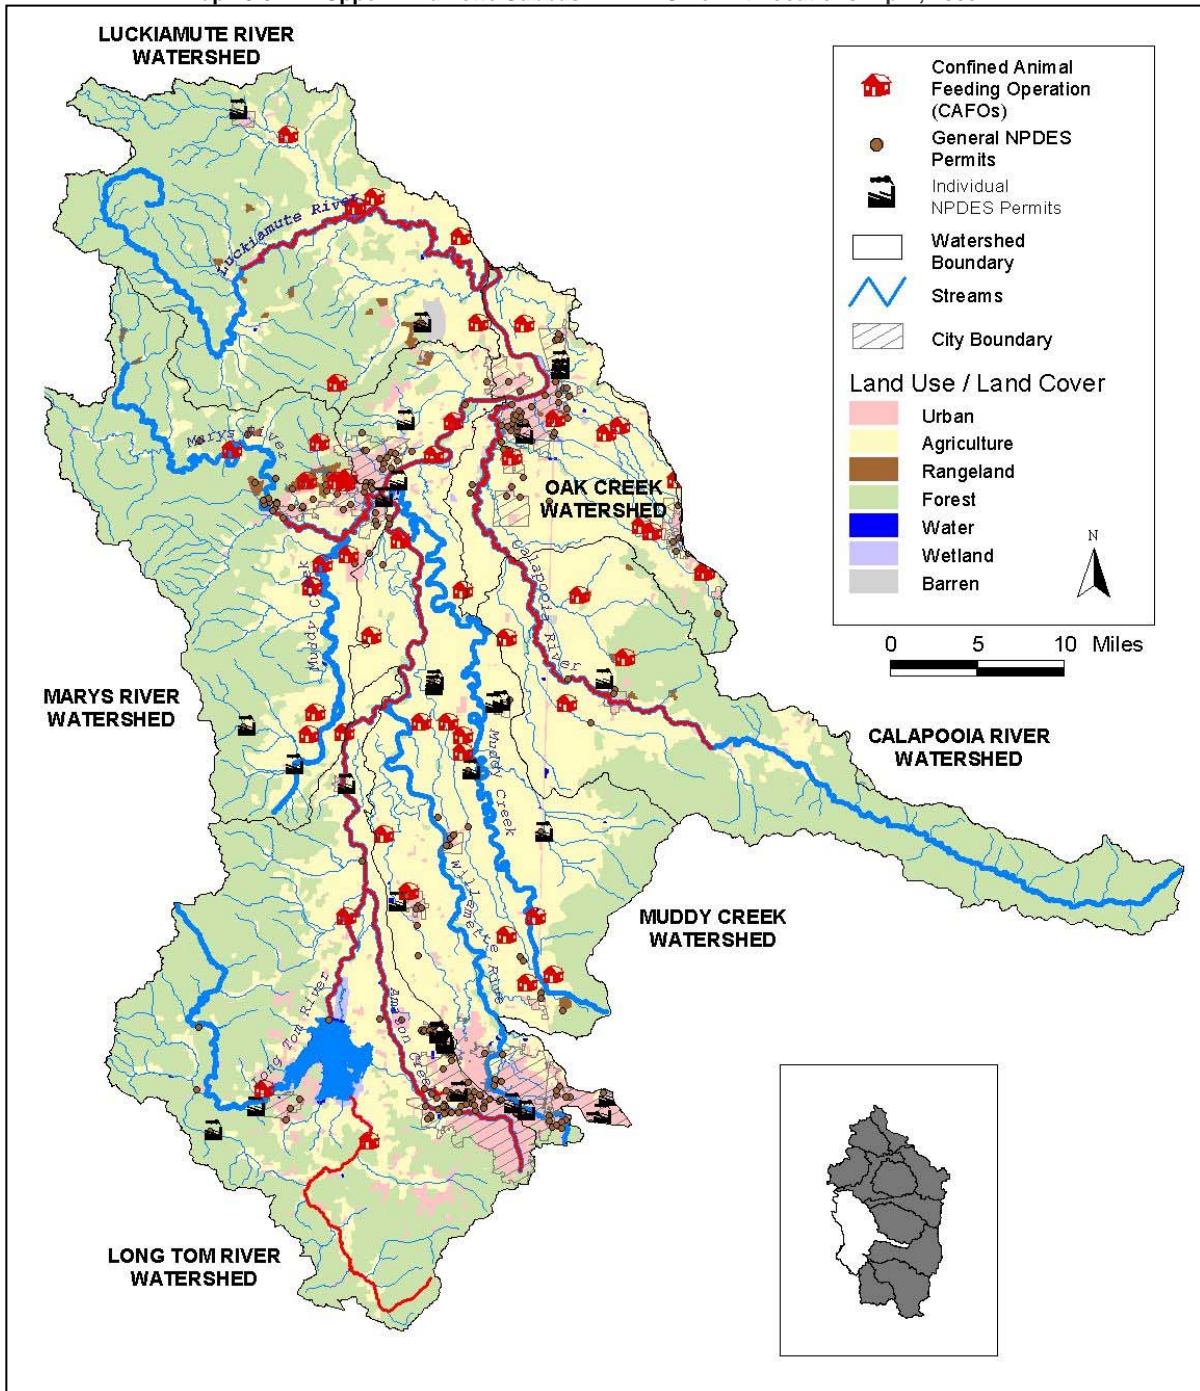 LUCKIAMUTE RIVER
WATERSHED
Confined Animal
Feeding Operation
(CAFOs)
General NPDES
Permits
Individual
NPDES Permits
Watershed
Boundary
Streams
City Boundary
Land Use / Land Cover
Urban
Agriculture
Rangeland
Forest
Water
Wetland
Barren
N
0 5 10 Miles
Luckiamute River
Marys River
OAK CREEK
WATERSHED
Calapooia River
Muddy Creek
MARYS RIVER
WATERSHED
CALAPOOIA RIVER
WATERSHED
Muddy Creek
Willamette Rive
MUDDY CREEK
WATERSHED
Long Tom River
Amazon Creek
LONG TOM RIVER
WATERSHED